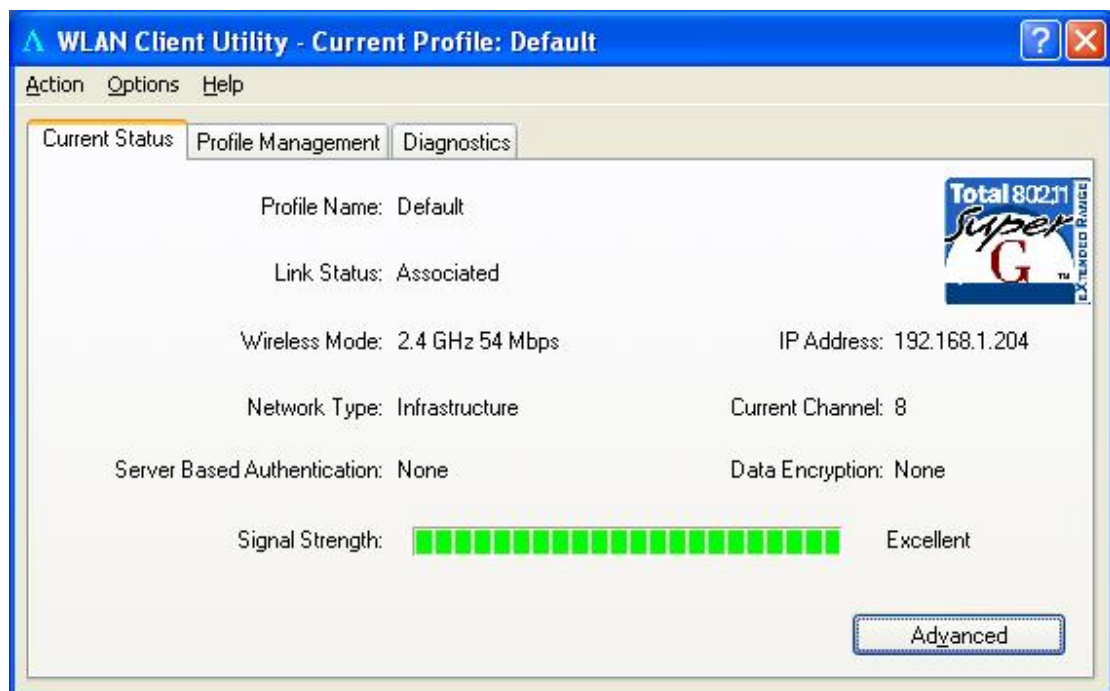 WLAN Client Utility - Current Profile: Default
Action Options Help
Current Status Profile Management Diagnostics
Profile Name: Default
Total 802.11
Super
G ™
EXTENDED RANGE
Link Status: Associated
Wireless Mode: 2.4 GHz 54 Mbps IP Address: 192.168.1.204
Network Type: Infrastructure Current Channel: 8
Server Based Authentication: None Data Encryption: None
Signal Strength: Excellent
Advanced